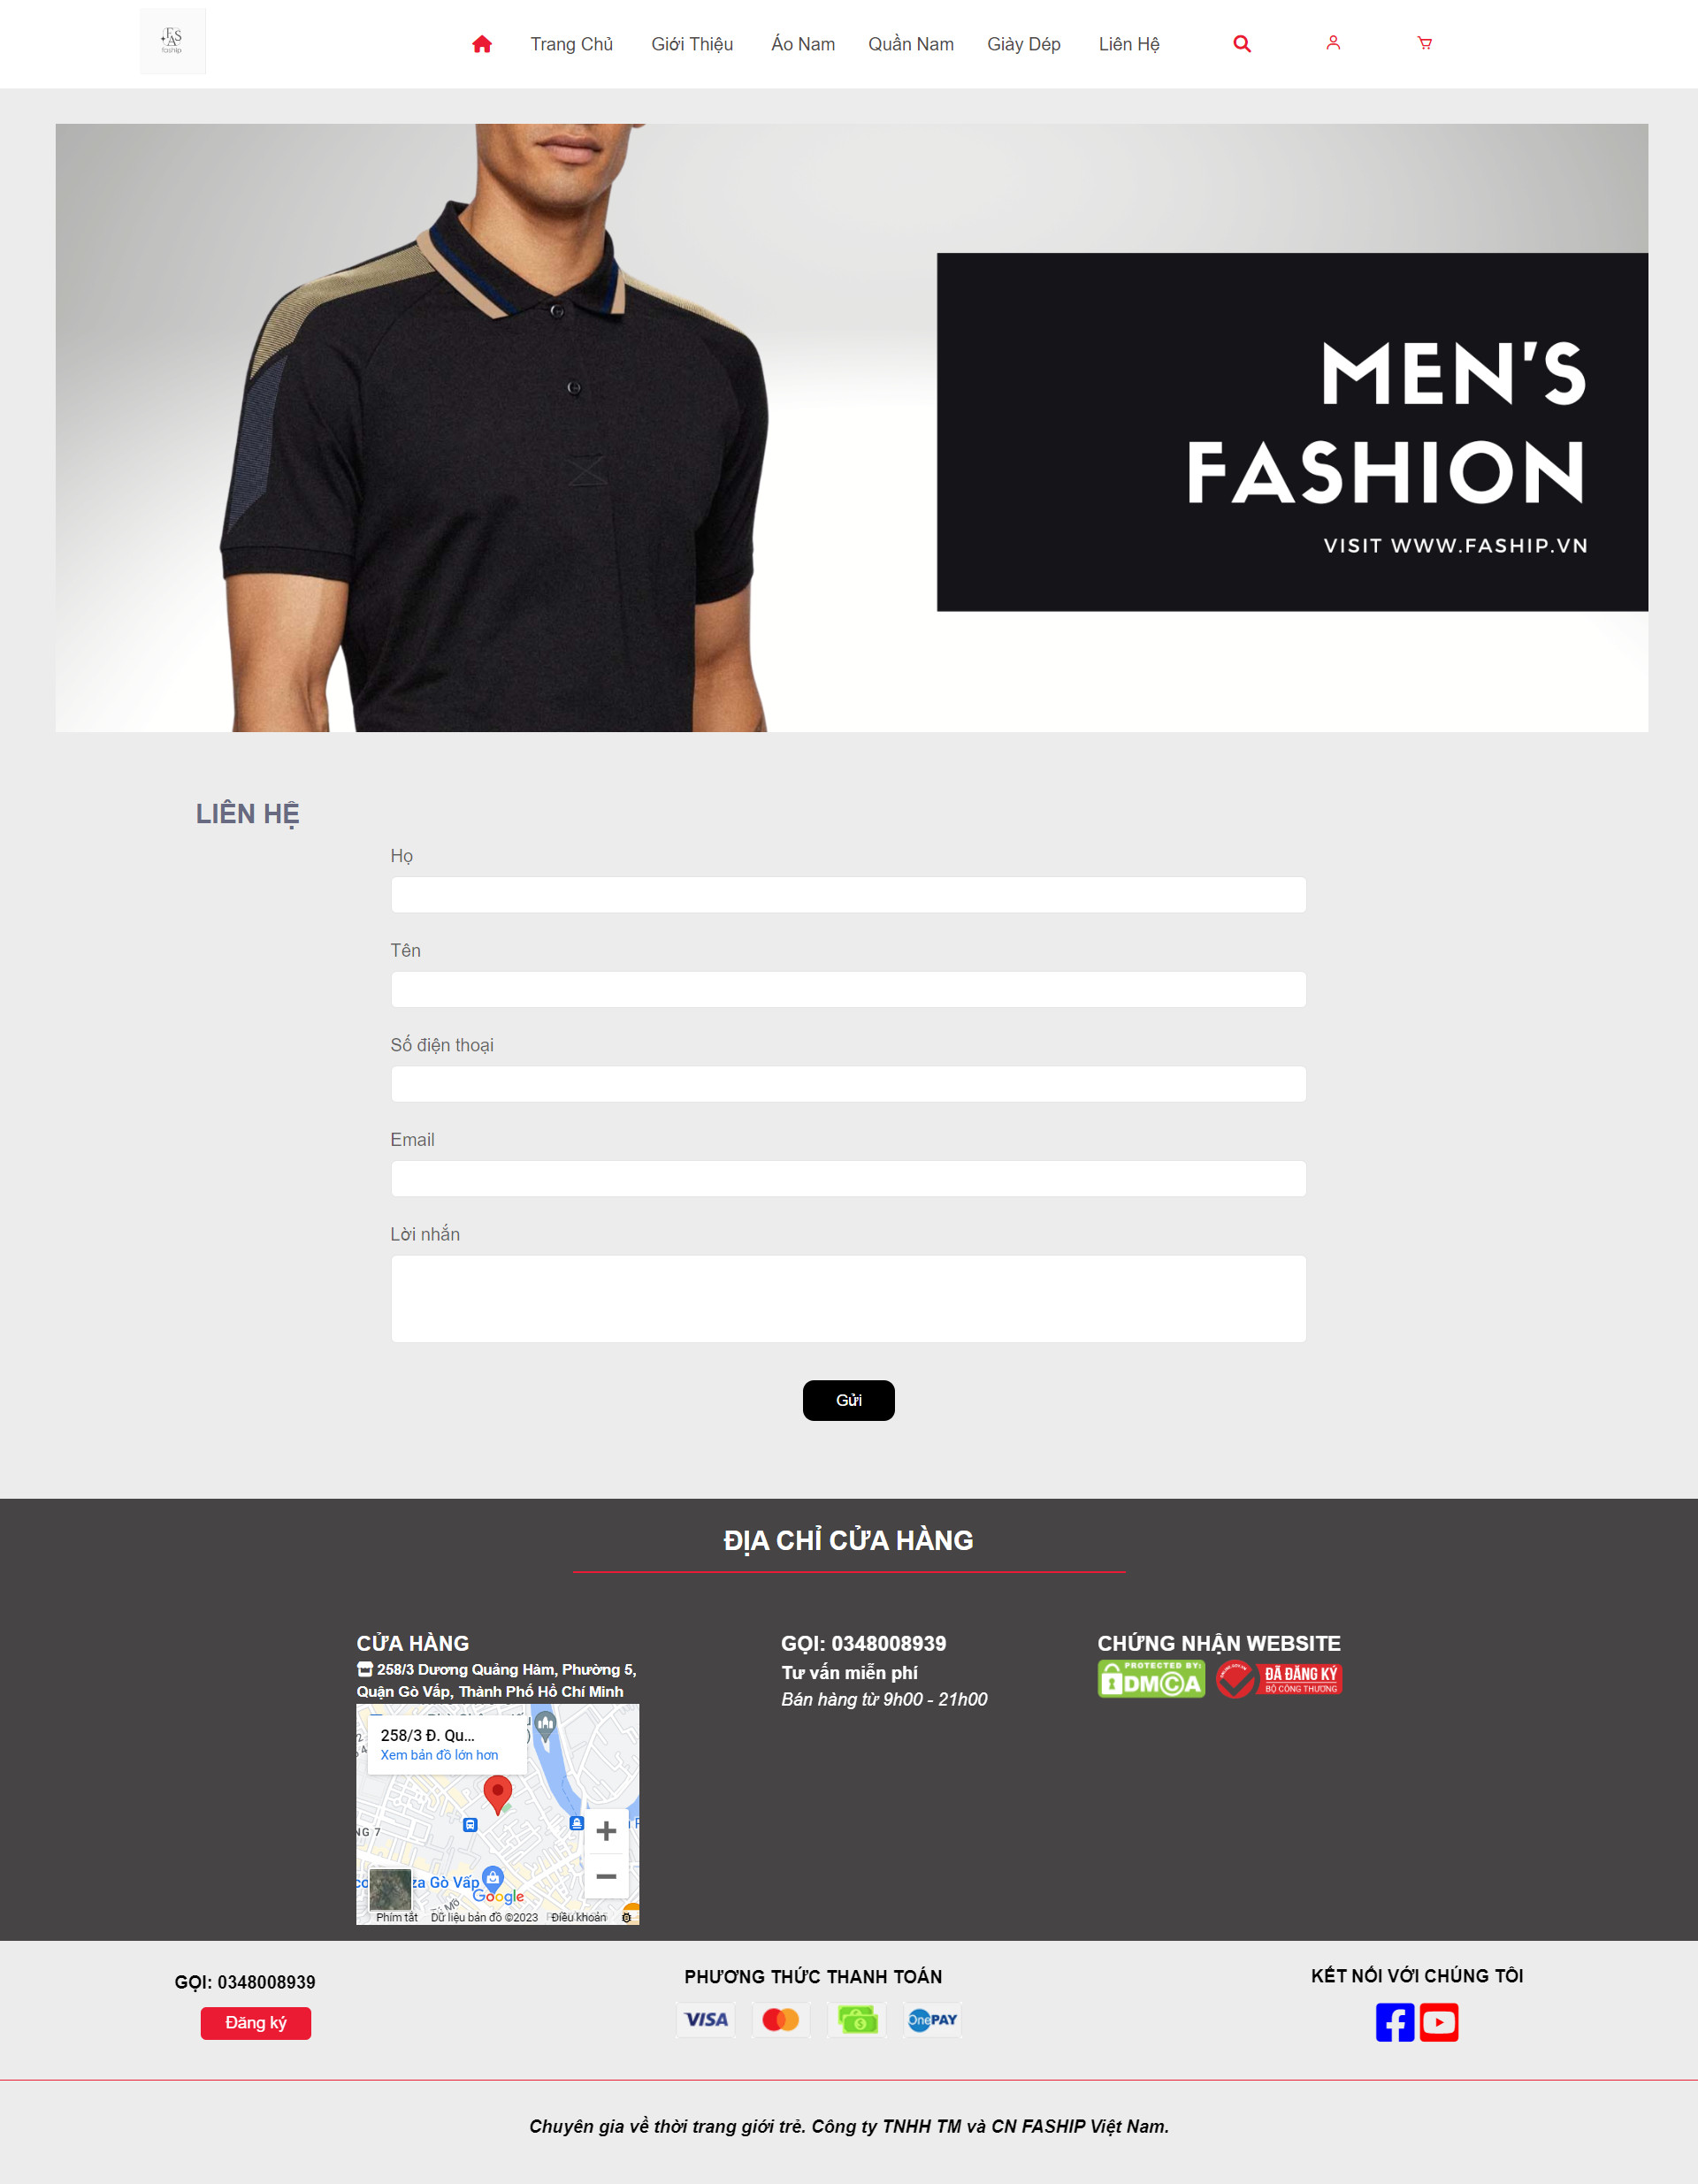 FAS
faship
Trang Chủ
Giới Thiệu
Áo Nam
Quần Nam
Giày Dép
Liên Hệ
MEN'S
FASHION
VISIT WWW.FASHIP.VN
LIÊN HỆ
Họ
Tên
Số điện thoại
Email
Lời nhắn
Gửi
ĐỊA CHỈ CỬA HÀNG
CỬA HÀNG
258/3 Dương Quảng Hàm, Phường 5,
Quận Gò Vấp, Thành Phố Hồ Chí Minh
258/3 Đ. Qu...
Xem bản đồ lớn hơn
NG 7
za Gò Vấp
Google
Phím tắt
Dữ liệu bản đồ ©2023
Điều khoản
GỌI: 0348008939
Tư vấn miễn phí
Bán hàng từ 9h00 - 21h00
CHỨNG NHẬN WEBSITE
PROTECTED BY:
DMCA
ĐÃ ĐĂNG KÝ
BỘ CÔNG THƯƠNG
GỌI: 0348008939
Đăng ký
PHƯƠNG THỨC THANH TOÁN
VISA
OnePAY
KẾT NỐI VỚI CHÚNG TÔI
Chuyên gia về thời trang giới trẻ. Công ty TNHH TM và CN FASHIP Việt Nam.